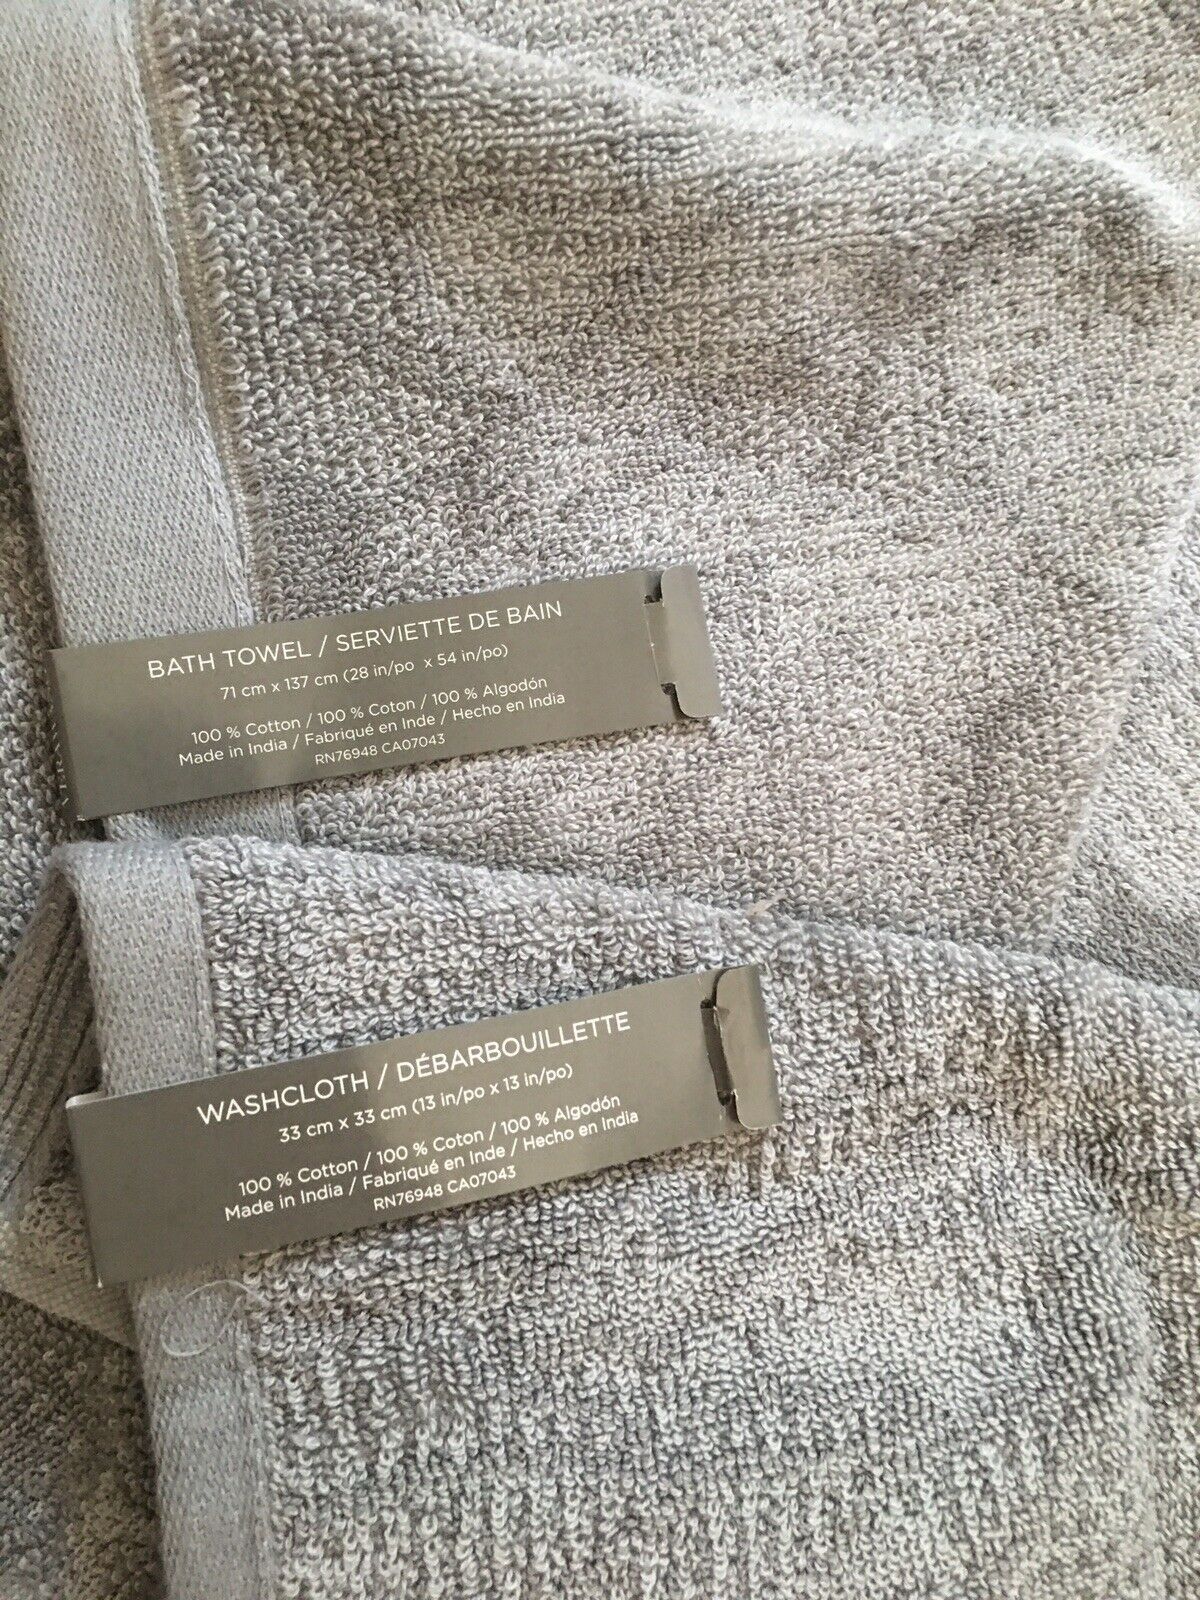 BATH TOWEL / SERVIETTE DE BAIN
71 cm x 137 cm (28 in/po x 54 in/po)
100 % Cotton / 100 % Coton / 100 % Algodón
Made in India / Fabriqué en Inde / Hecho en India
RN76948 CA07043
WASHCLOTH / DÉBARBOUILLETTE
33 cm x 33 cm (13 in/po x 13 in/po)
100 % Cotton / 100 % Coton / 100 % Algodón
Made in India / Fabriqué en Inde / Hecho en India
RN76948 CA07043